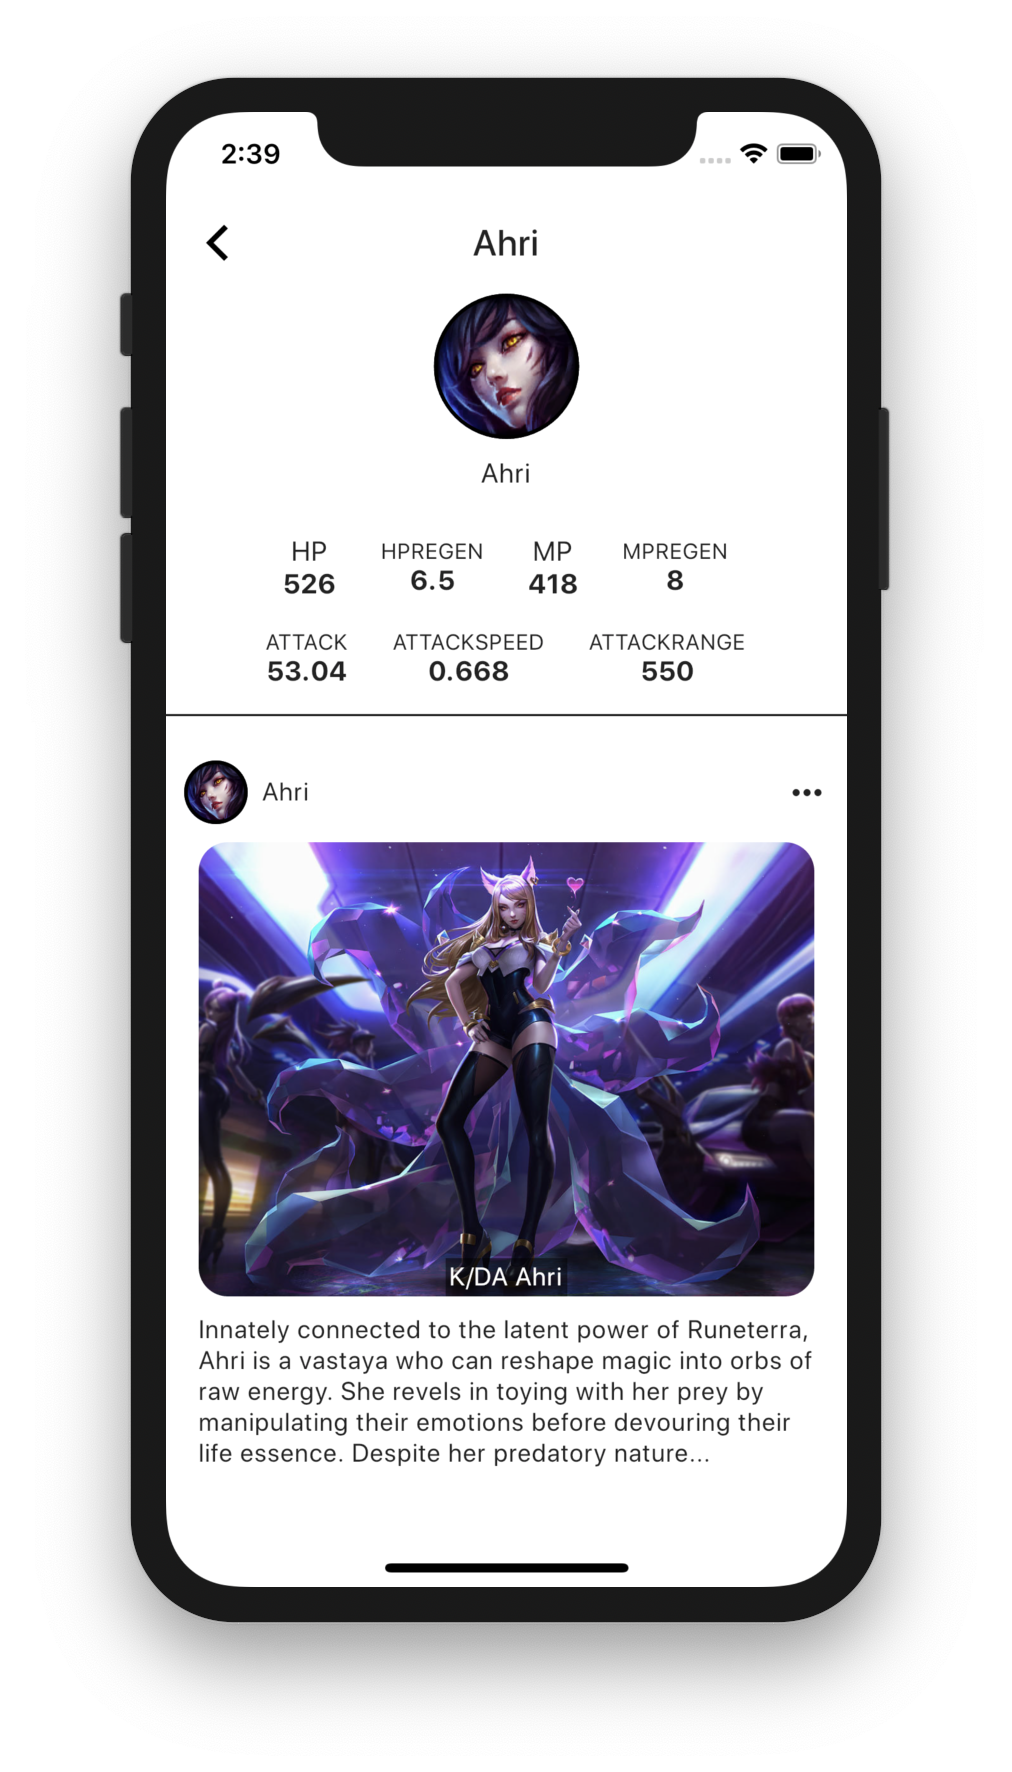 2:39
Ahri
Ahri
HP HPREGEN MP MPREGEN
526 6.5 418 8
ATTACK ATTACKSPEED ATTACKRANGE
53.04 0.668 550
Ahri
K/DA Ahri
Innately connected to the latent power of Runeterra,
Ahri is a vastaya who can reshape magic into orbs of
raw energy. She revels in toying with her prey by
manipulating their emotions before devouring their
life essence. Despite her predatory nature...